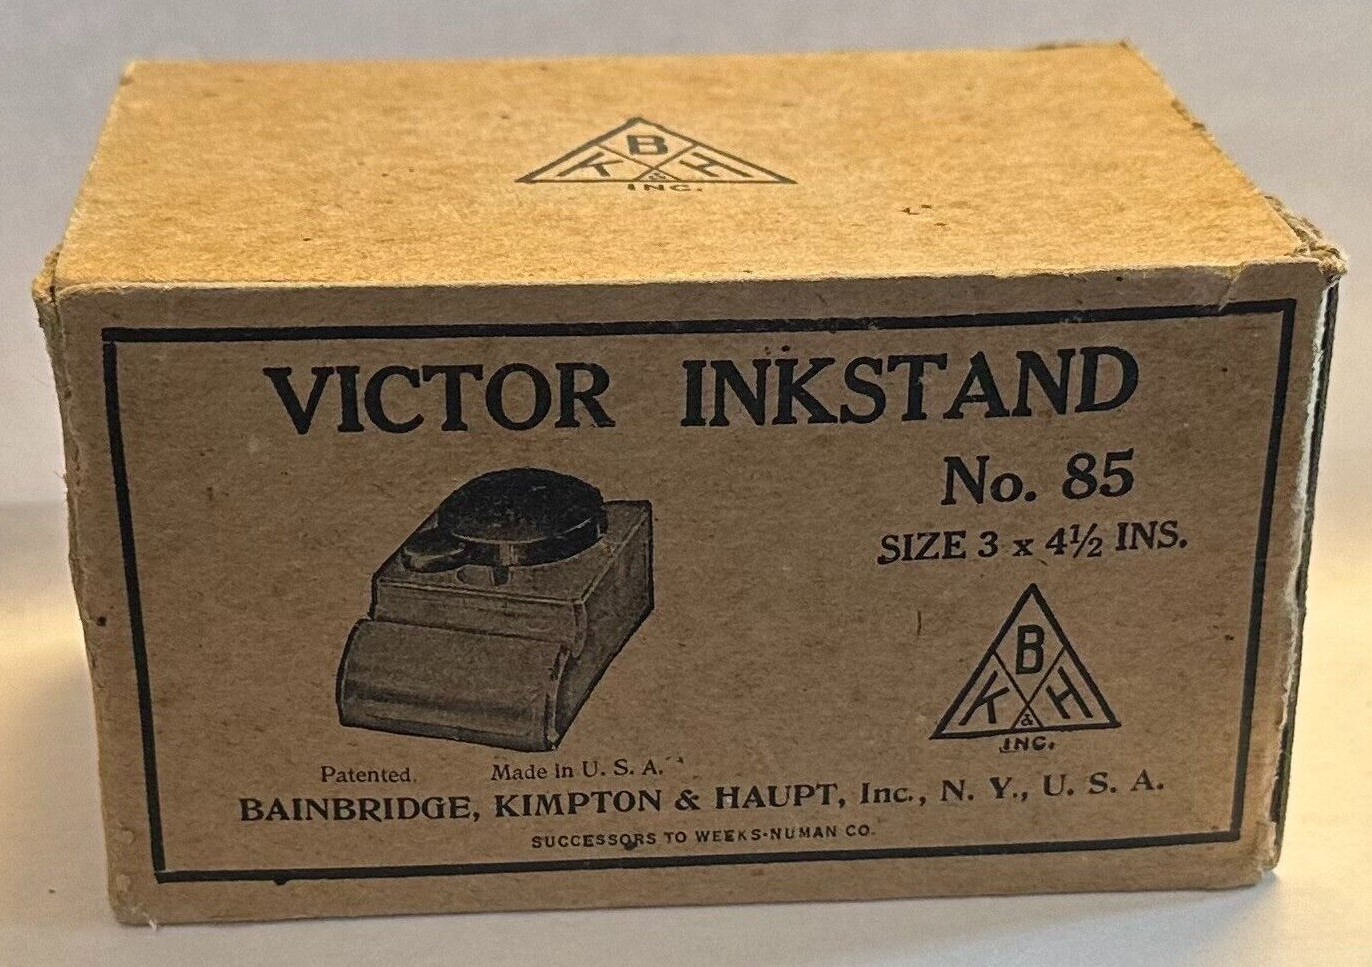 B
K & H
INC.
VICTOR INKSTAND
No. 85
SIZE 3 x 4½ INS.
B
K & H
INC.
Patented. Made in U. S. A.
BAINBRIDGE, KIMPTON & HAUPT, Inc., N. Y., U. S. A.
SUCCESSORS TO WEEKS-NUMAN CO.